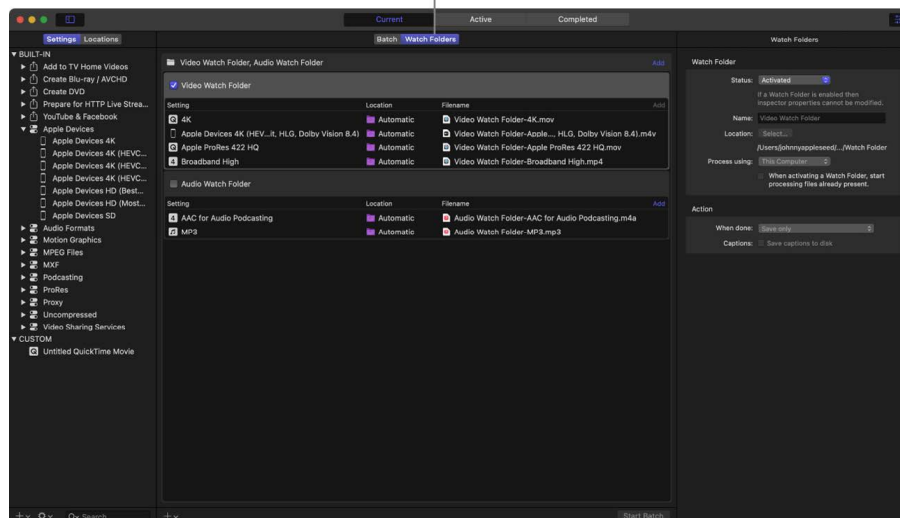 Current Active Completed
Settings Locations
Batch Watch Folders
Watch Folders
BUILT-IN
Add to TV Home Videos
Create Blu-ray / AVCHD
Create DVD
Prepare for HTTP Live Strea...
YouTube & Facebook
Apple Devices
Apple Devices 4K
Apple Devices 4K (HEVC...
Apple Devices 4K (HEVC...
Apple Devices 4K (HEVC...
Apple Devices HD (Best...
Apple Devices HD (Most...
Apple Devices SD
Audio Formats
Motion Graphics
MPEG Files
MXF
Podcasting
ProRes
Proxy
Uncompressed
Video Sharing Services
CUSTOM
Untitled QuickTime Movie
Search
Video Watch Folder, Audio Watch Folder Add
Video Watch Folder
Setting Location Filename Add
4K Automatic Video Watch Folder-4K.mov
Apple Devices 4K (HEV...it, HLG, Dolby Vision 8.4) Automatic Video Watch Folder-Apple..., HLG, Dolby Vision 8.4).m4v
Apple ProRes 422 HQ Automatic Video Watch Folder-Apple ProRes 422 HQ.mov
Broadband High Automatic Video Watch Folder-Broadband High.mp4
Audio Watch Folder
Setting Location Filename Add
AAC for Audio Podcasting Automatic Audio Watch Folder-AAC for Audio Podcasting.m4a
MP3 Automatic Audio Watch Folder-MP3.mp3
Start Batch
Watch Folder
Status: Activated
If a Watch Folder is enabled then
inspector properties cannot be modified.
Name: Video Watch Folder
Location: Select...
/Users/johnnyappleseed/.../Watch Folder
Process using: This Computer
When activating a Watch Folder, start
processing files already present.
Action
When done: Save only
Captions: Save captions to disk